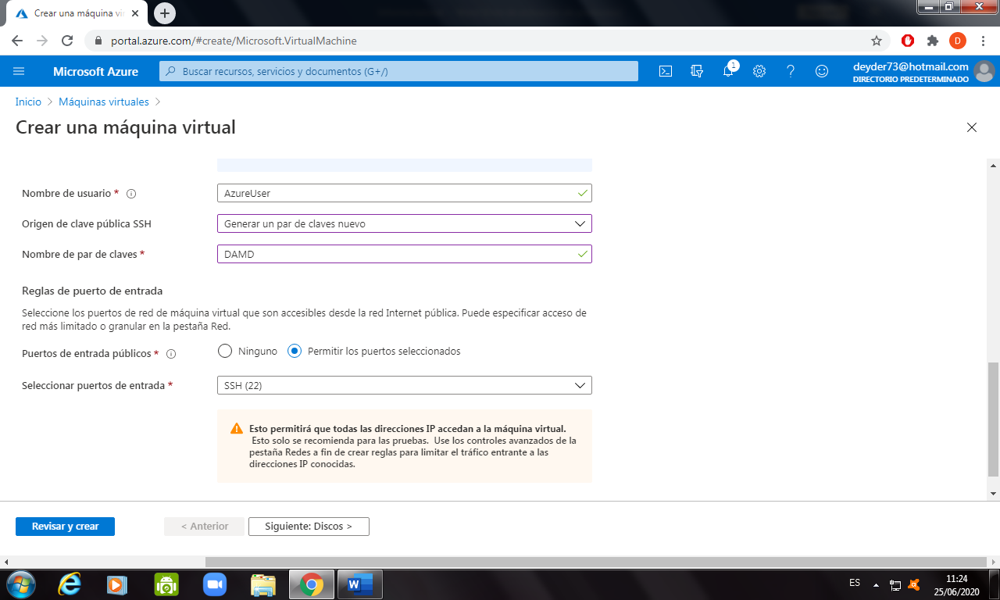 Crear una máquina vi
portal.azure.com/#create/Microsoft.VirtualMachine
D
Microsoft Azure
Buscar recursos, servicios y documentos (G+/)
1
deyder73@hotmail.com
DIRECTORIO PREDETERMINADO
Inicio > Máquinas virtuales >
Crear una máquina virtual
Nombre de usuario *
AzureUser
Origen de clave pública SSH
Generar un par de claves nuevo
Nombre de par de claves *
DAMD
Reglas de puerto de entrada
Seleccione los puertos de red de máquina virtual que son accesibles desde la red Internet pública. Puede especificar acceso de
red más limitado o granular en la pestaña Red.
Puertos de entrada públicos *
Ninguno
Permitir los puertos seleccionados
Seleccionar puertos de entrada *
SSH (22)
Esto permitirá que todas las direcciones IP accedan a la máquina virtual.
Esto solo se recomienda para las pruebas. Use los controles avanzados de la
pestaña Redes a fin de crear reglas para limitar el tráfico entrante a las
direcciones IP conocidas.
Revisar y crear
< Anterior
Siguiente: Discos >
ES
11:24
25/06/2020